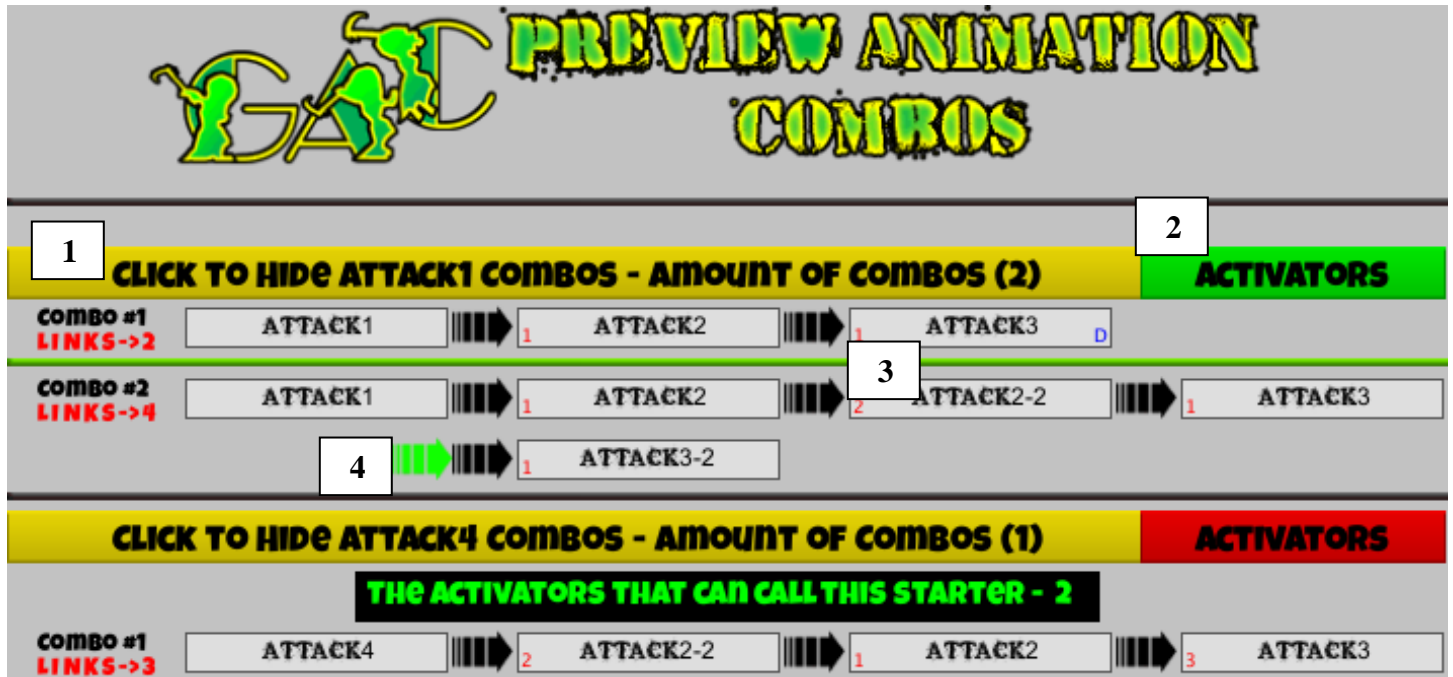 GAC PREVIEW ANIMATION
COMBOS
1 CLICK TO HIDE ATTACK1 COMBOS - AMOUNT OF COMBOS (2) 2 ACTIVATORS
COMBO #1 ATTACK1 1 ATTACK2 1 ATTACK3 D
LINKS->2
COMBO #2 ATTACK1 1 ATTACK2 3 2 ATTACK2-2 1 ATTACK3
LINKS->4
4 1 ATTACK3-2
CLICK TO HIDE ATTACK4 COMBOS - AMOUNT OF COMBOS (1) ACTIVATORS
THE ACTIVATORS THAT CAN CALL THIS STARTER - 2
COMBO #1 ATTACK4 2 ATTACK2-2 1 ATTACK2 3 ATTACK3
LINKS->3